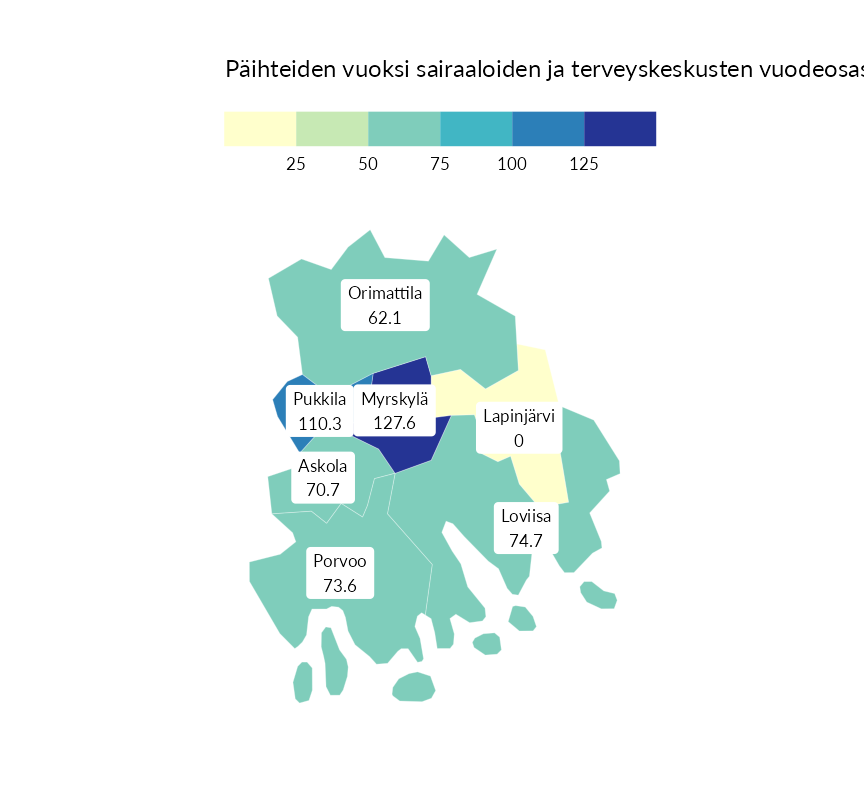 Päihteiden vuoksi sairaaloiden ja terveyskeskusten
25 50 75 100 125
Orimattila
62.1
Pukkila
110.3
Myrskylä
127.6
Lapinjärvi
0
Askola
70.7
Loviisa
74.7
Porvoo
73.6